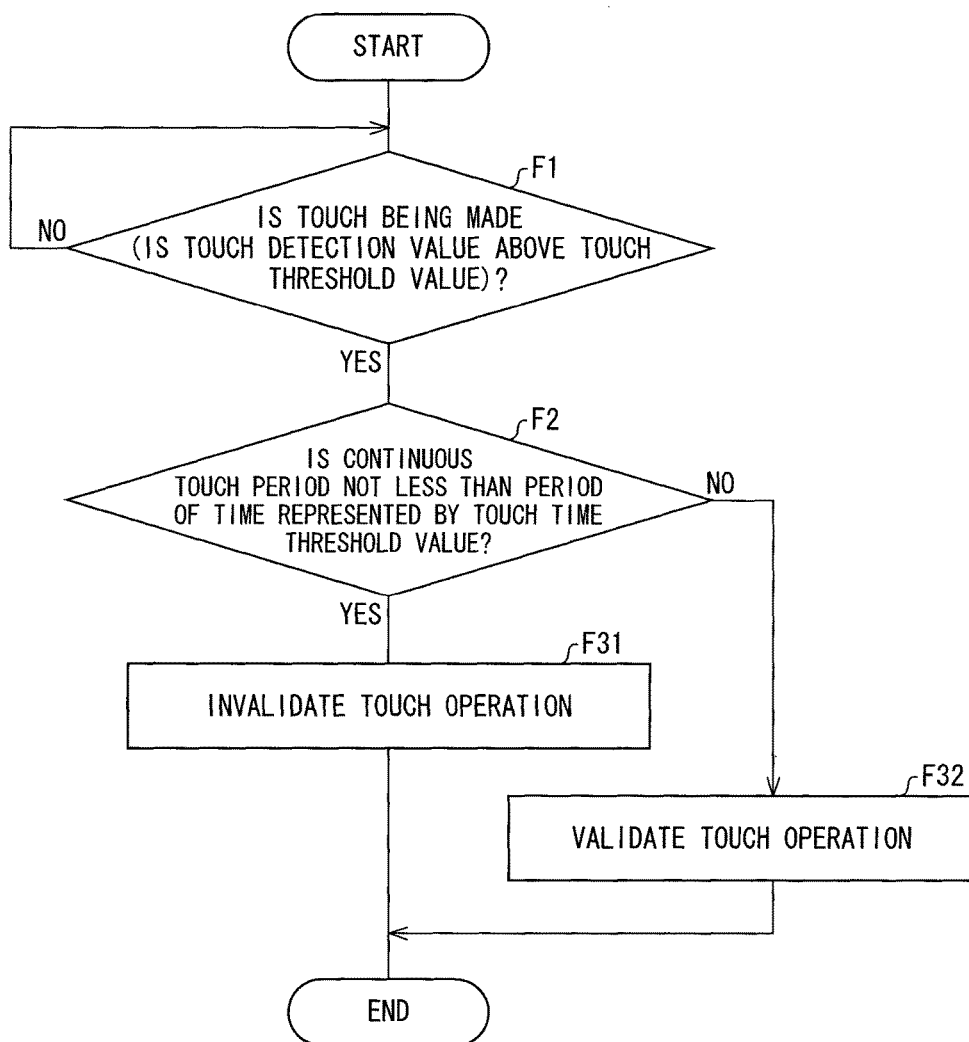 START
F1
IS TOUCH BEING MADE
(IS TOUCH DETECTION VALUE ABOVE TOUCH
THRESHOLD VALUE)?
NO
YES
F2
IS CONTINUOUS
TOUCH PERIOD NOT LESS THAN PERIOD
OF TIME REPRESENTED BY TOUCH TIME
THRESHOLD VALUE?
NO
YES
F31
INVALIDATE TOUCH OPERATION
F32
VALIDATE TOUCH OPERATION
END